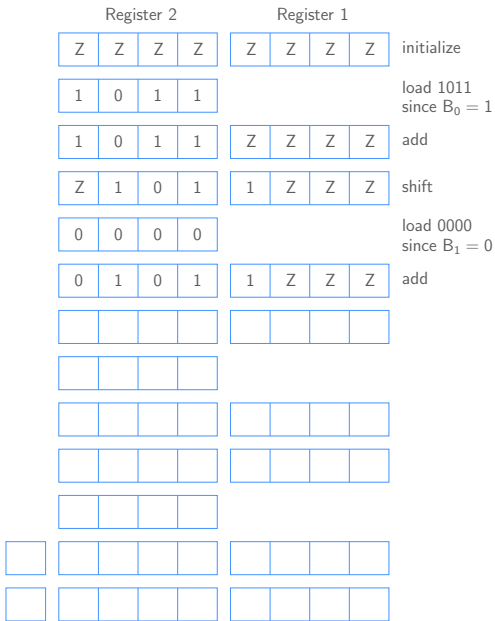 Register 2 Register 1
Z Z Z Z Z Z Z Z initialize
1 0 1 1 load 1011
since B₀ = 1
1 0 1 1 Z Z Z Z add
Z 1 0 1 1 Z Z Z shift
0 0 0 0 load 0000
since B₁ = 0
0 1 0 1 1 Z Z Z add